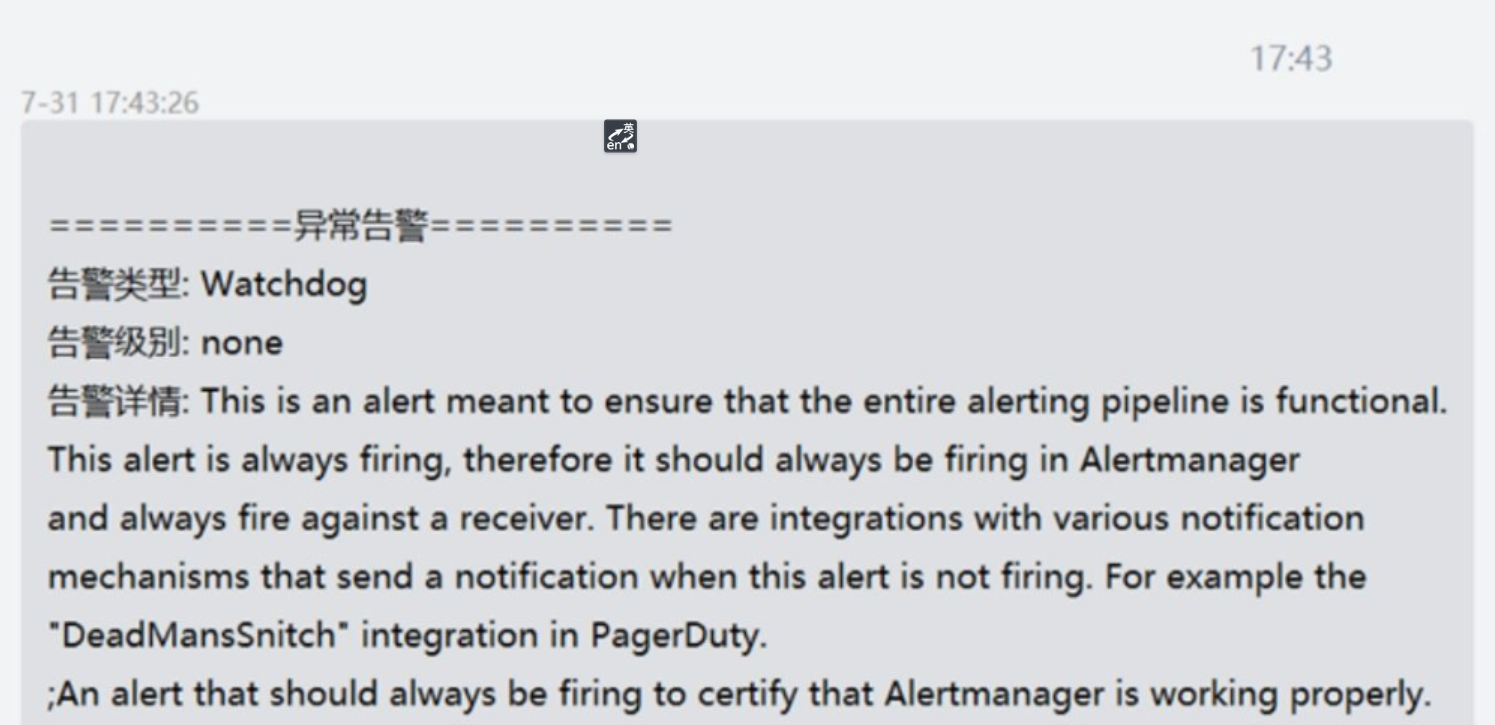 17:43
7-31 17:43:26
英
en
==========异常告警==========
告警类型: Watchdog
告警级别: none
告警详情: This is an alert meant to ensure that the entire alerting pipeline is functional.
This alert is always firing, therefore it should always be firing in Alertmanager
and always fire against a receiver. There are integrations with various notification
mechanisms that send a notification when this alert is not firing. For example the
"DeadMansSnitch" integration in PagerDuty.
;An alert that should always be firing to certify that Alertmanager is working properly.